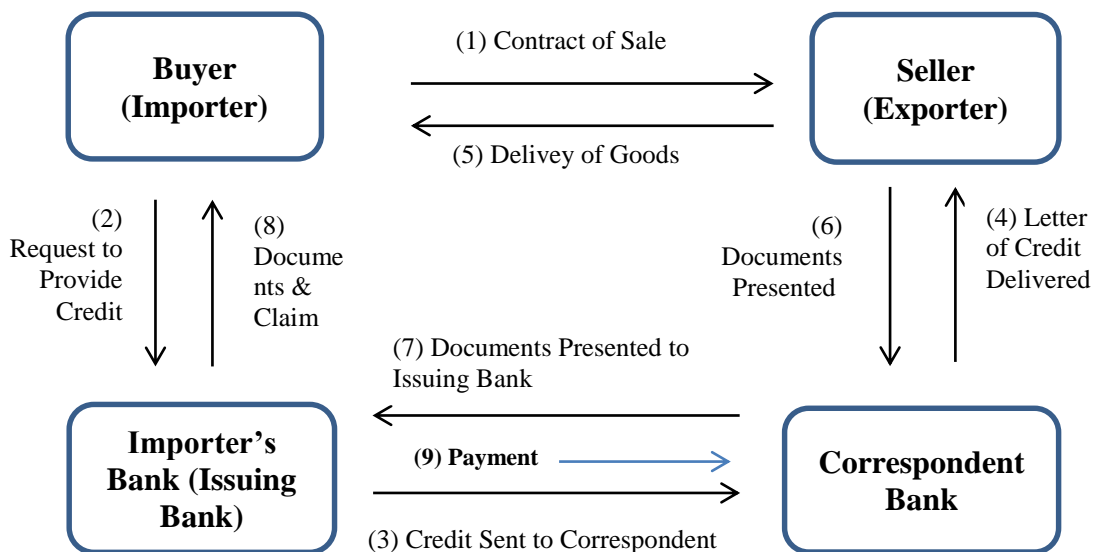 Buyer
(Importer)
(1) Contract of Sale
Seller
(Exporter)
(5) Delivey of Goods
(2)
Request to
Provide
Credit
(8)
Docume
nts &
Claim
(6)
Documents
Presented
(4) Letter
of Credit
Delivered
(7) Documents Presented to
Issuing Bank
Importer’s
Bank (Issuing
Bank)
(9) Payment
Correspondent
Bank
(3) Credit Sent to Correspondent